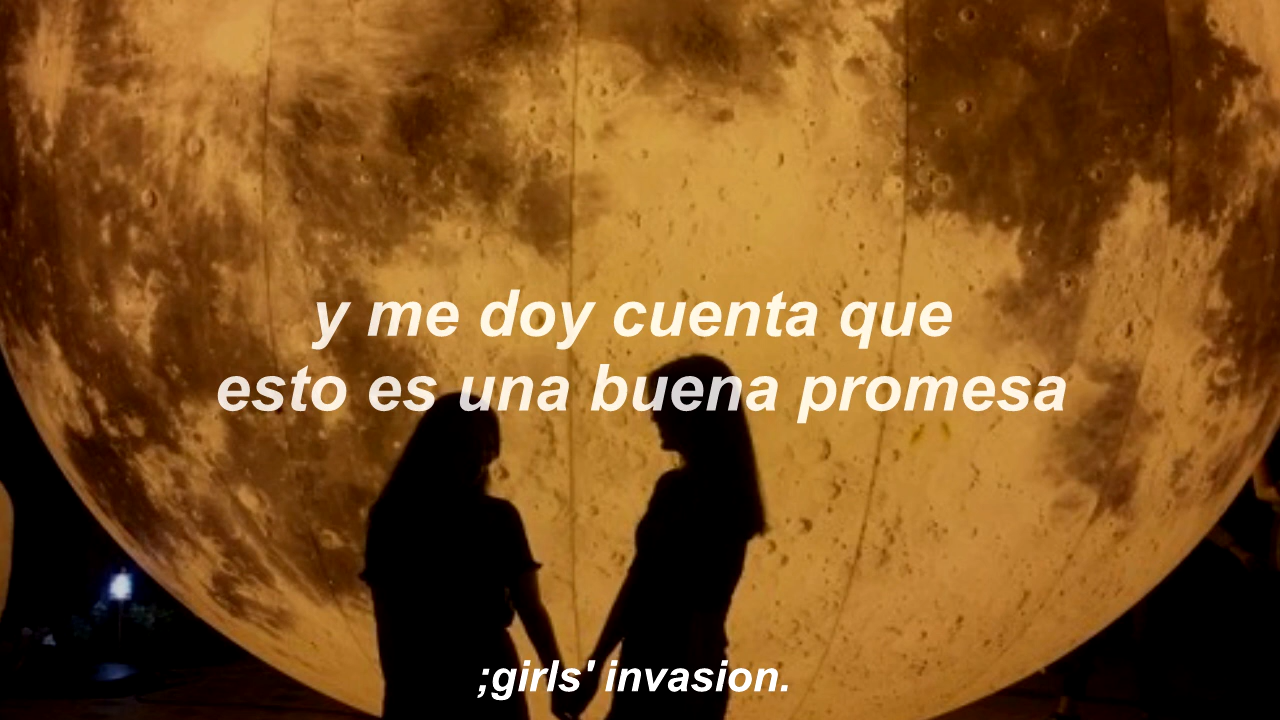 y me doy cuenta que
esto es una buena promesa
;girls' invasion.